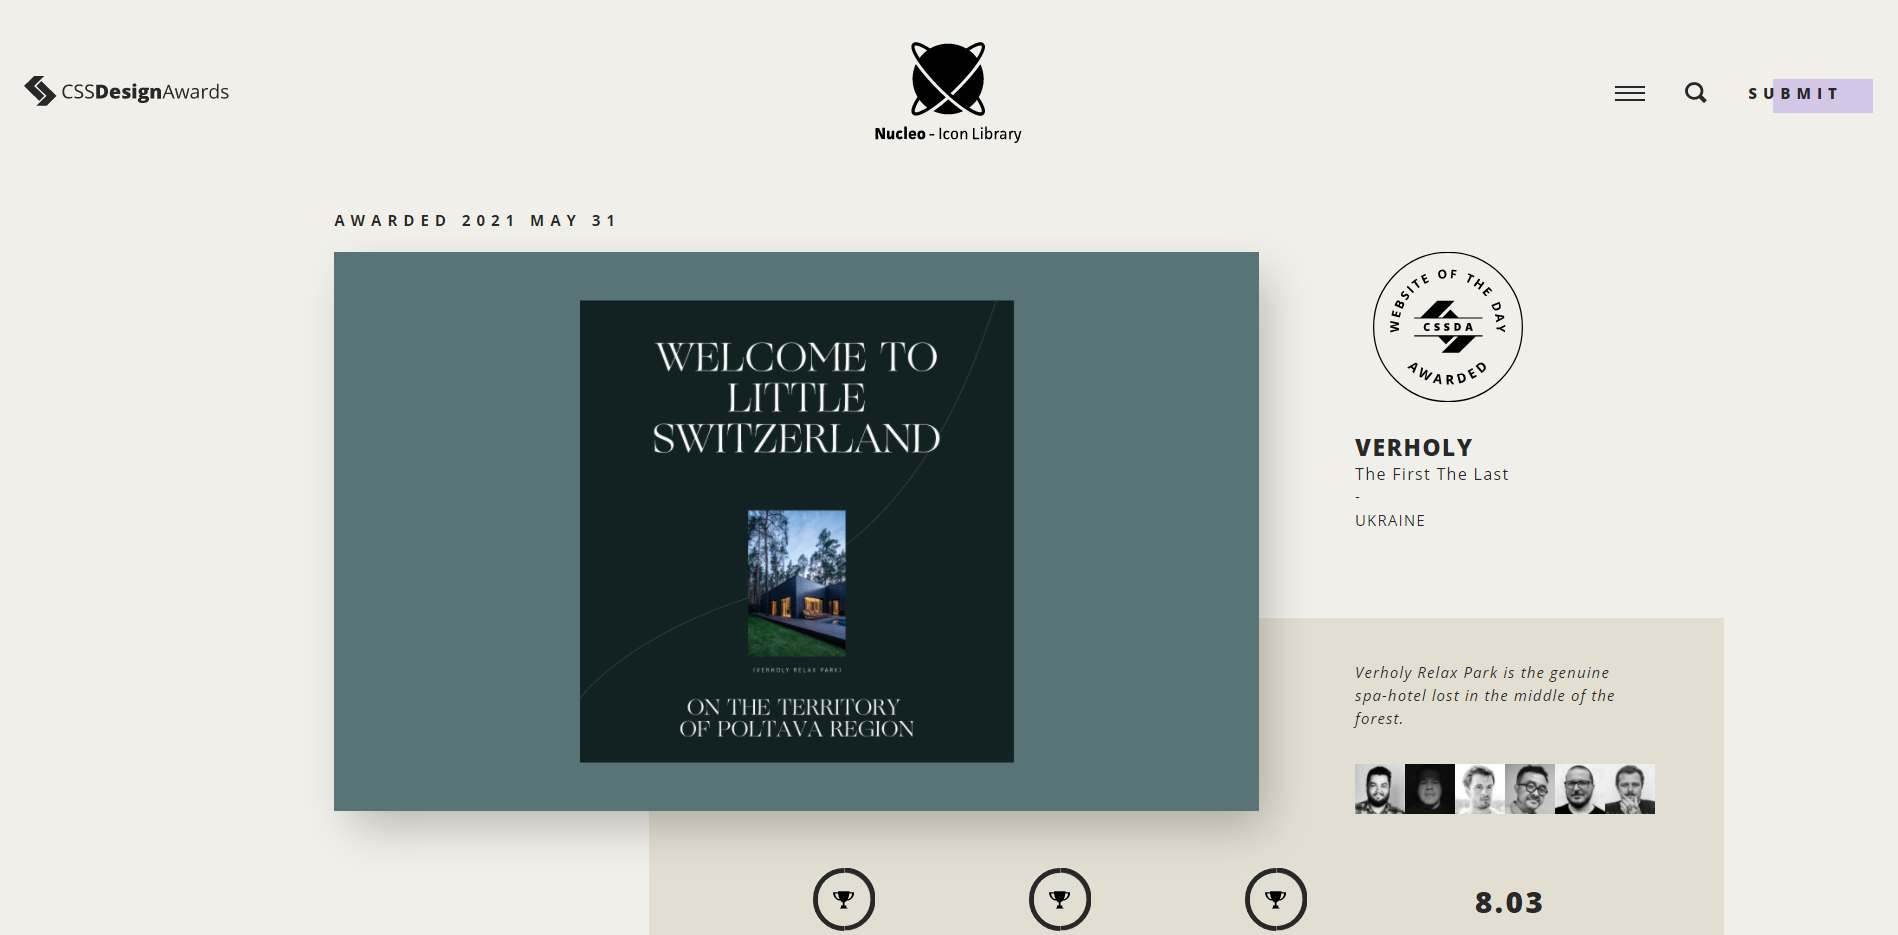 CSSDesignAwards
Nucleo - Icon Library
SUBMIT
AWARDED 2021 MAY 31
WELCOME TO
LITTLE
SWITZERLAND
(VERHOLY RELAX PARK)
ON THE TERRITORY
OF POLTAVA REGION
WEBSITE OF THE DAY
CSSDA
AWARDED
VERHOLY
The First The Last
-
UKRAINE
Verholy Relax Park is the genuine
spa-hotel lost in the middle of the
forest.
8.03